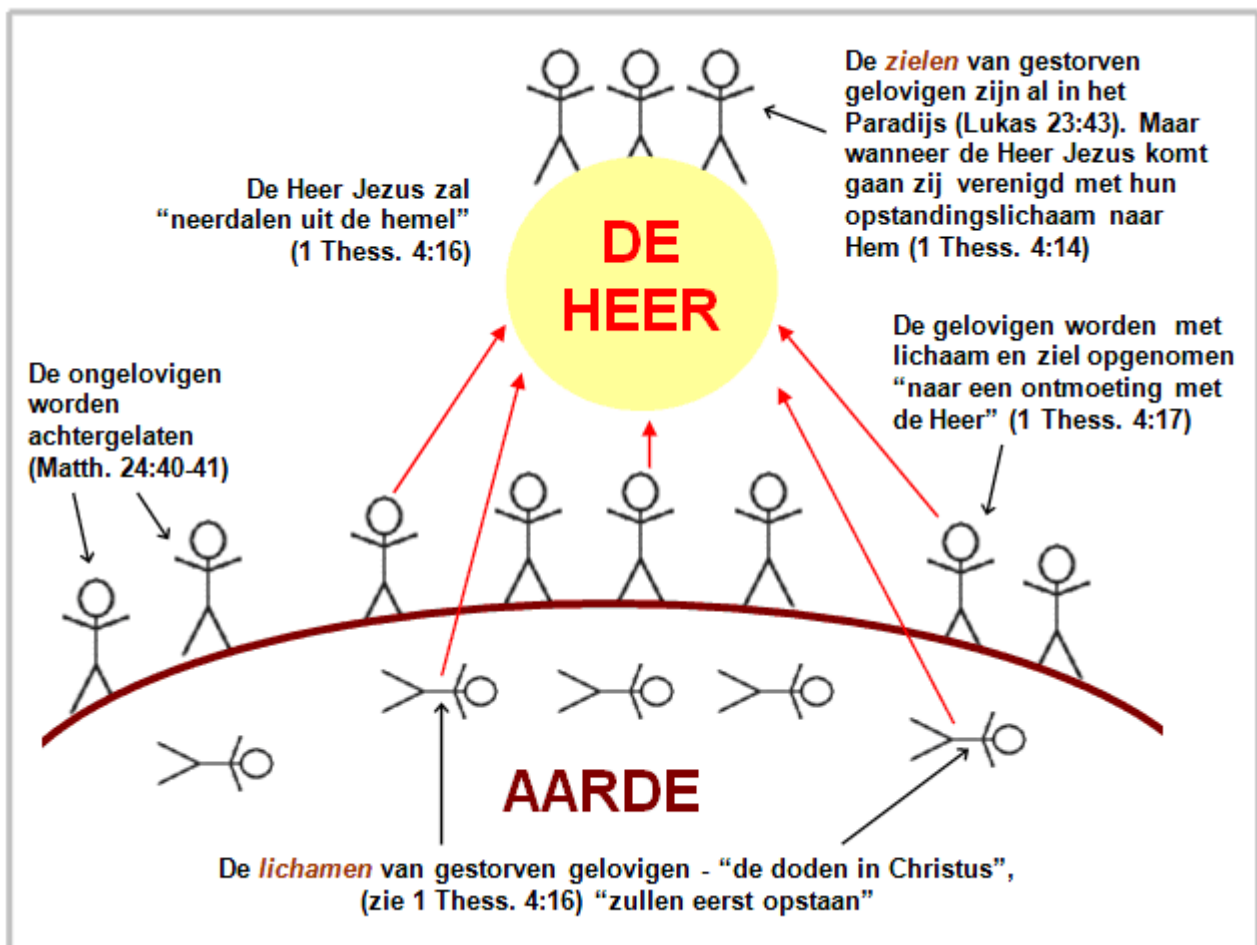 De zielen van gestorven
gelovigen zijn al in het
Paradijs (Lukas 23:43). Maar
wanneer de Heer Jezus komt
gaan zij verenigd met hun
opstandingslichaam naar
Hem (1 Thess. 4:14)
De Heer Jezus zal
“neerdalen uit de hemel”
(1 Thess. 4:16)
DE
HEER
De gelovigen worden met
lichaam en ziel opgenomen
“naar een ontmoeting met
de Heer” (1 Thess. 4:17)
De ongelovigen
worden
achtergelaten
(Matth. 24:40-41)
AARDE
De lichamen van gestorven gelovigen - “de doden in Christus”,
(zie 1 Thess. 4:16) “zullen eerst opstaan”